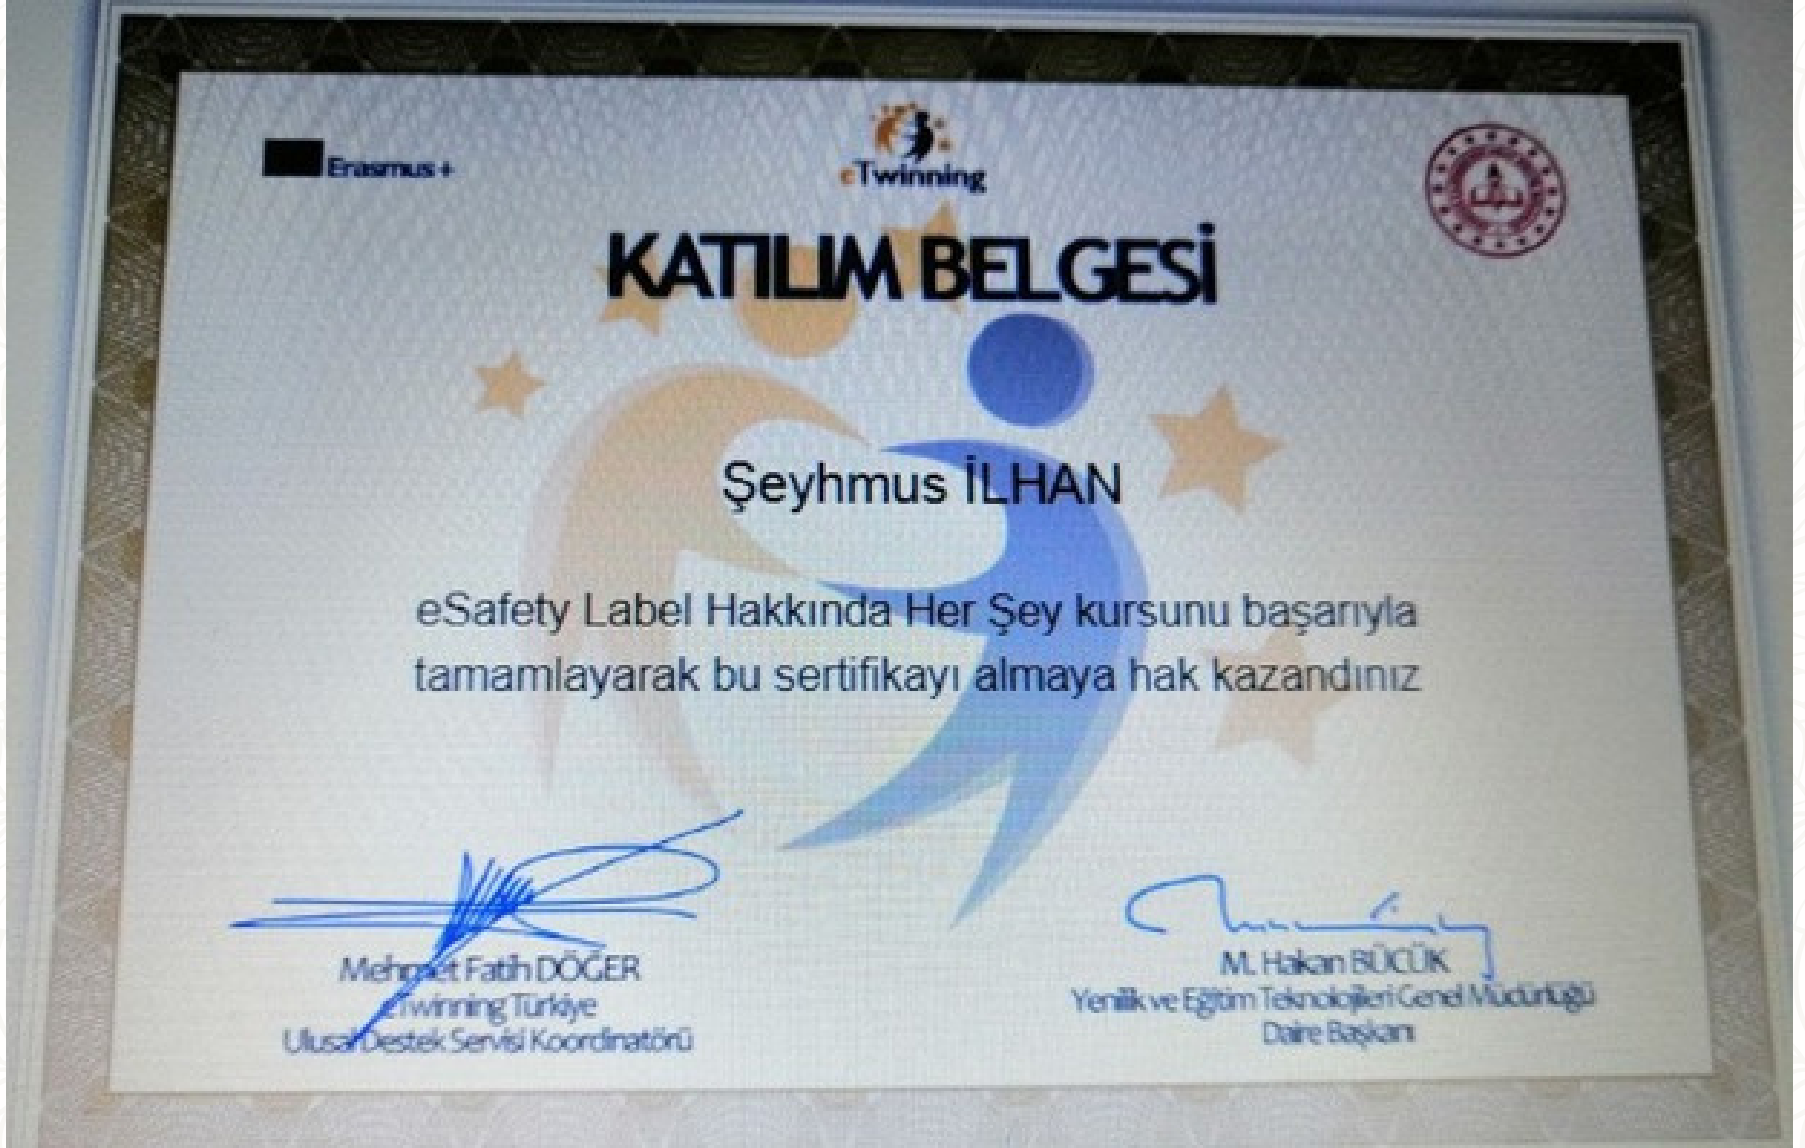 Erasmus+
eTwinning
KATILIM BELGESİ
Şeyhmus İLHAN
eSafety Label Hakkında Her Şey kursunu başarıyla
tamamlayarak bu sertifikayı almaya hak kazandınız
Mehmet Fatih DÖĞER
eTwinning Türkiye
Ulusal Destek Servisi Koordinatörü
M. Hakan BÜCÜK
Yenilik ve Eğitim Teknolojileri Genel Müdürlüğü
Daire Başkanı